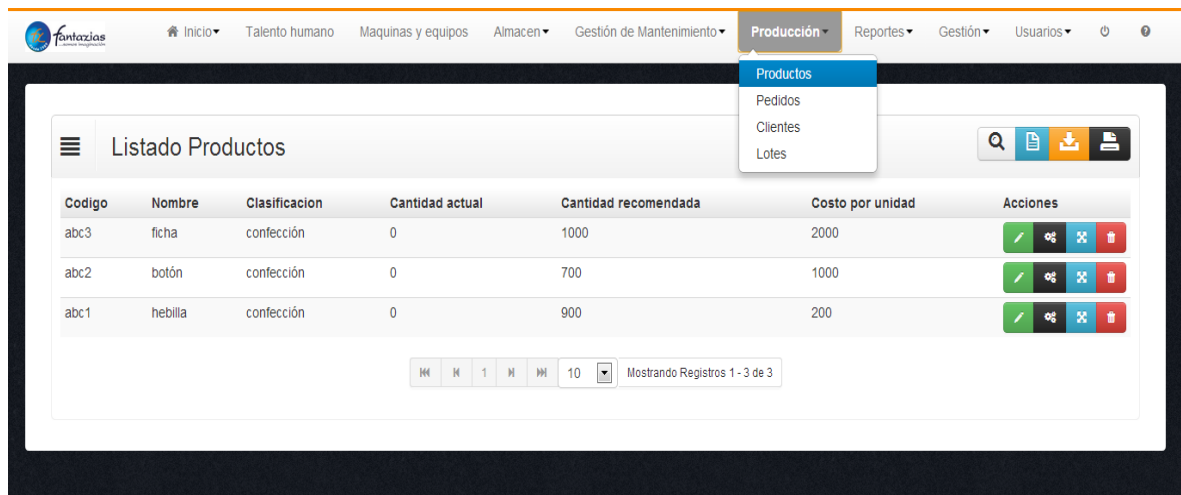 fantazias
Inicio
Talento humano
Maquinas y equipos
Almacen
Gestión de Mantenimiento
Producción
Reportes
Gestión
Usuarios
Productos
Pedidos
Clientes
Lotes
Listado Productos
Codigo Nombre Clasificacion Cantidad actual Cantidad recomendada Costo por unidad Acciones
abc3 ficha confección 0 1000 2000
abc2 botón confección 0 700 1000
abc1 hebilla confección 0 900 200
1 10 Mostrando Registros 1 - 3 de 3